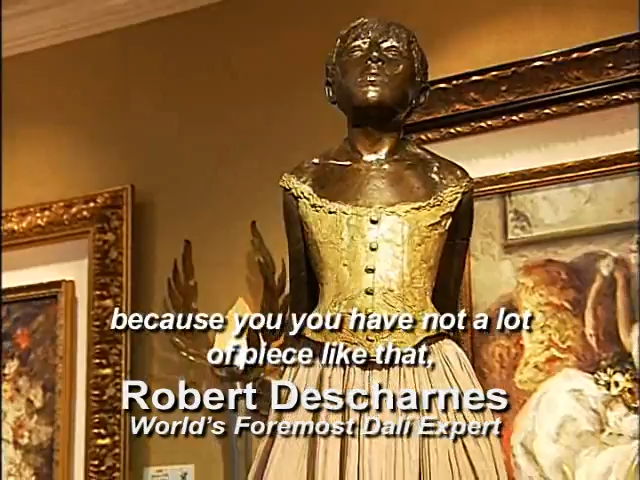 because you you have not a lot
of piece like that,
Robert Descharnes
World's Foremost Dali Expert